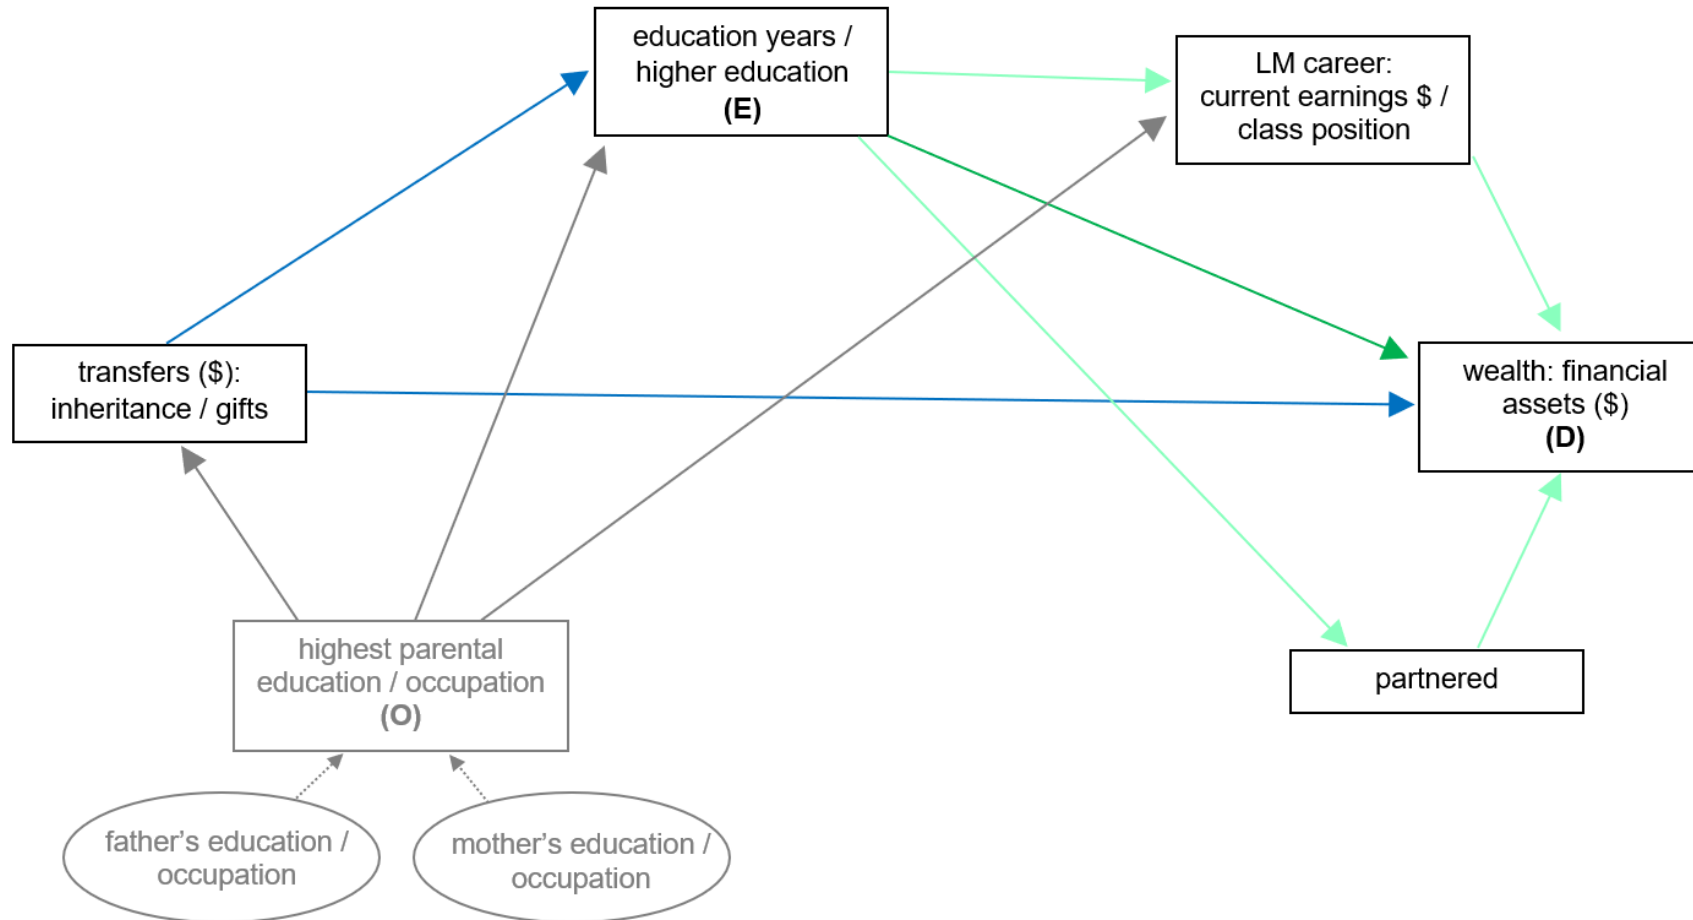 education years /
higher education
(E)
LM career:
current earnings $ /
class position
transfers ($):
inheritance / gifts
wealth: financial
assets ($)
(D)
highest parental
education / occupation
(O)
partnered
father’s education /
occupation
mother’s education /
occupation